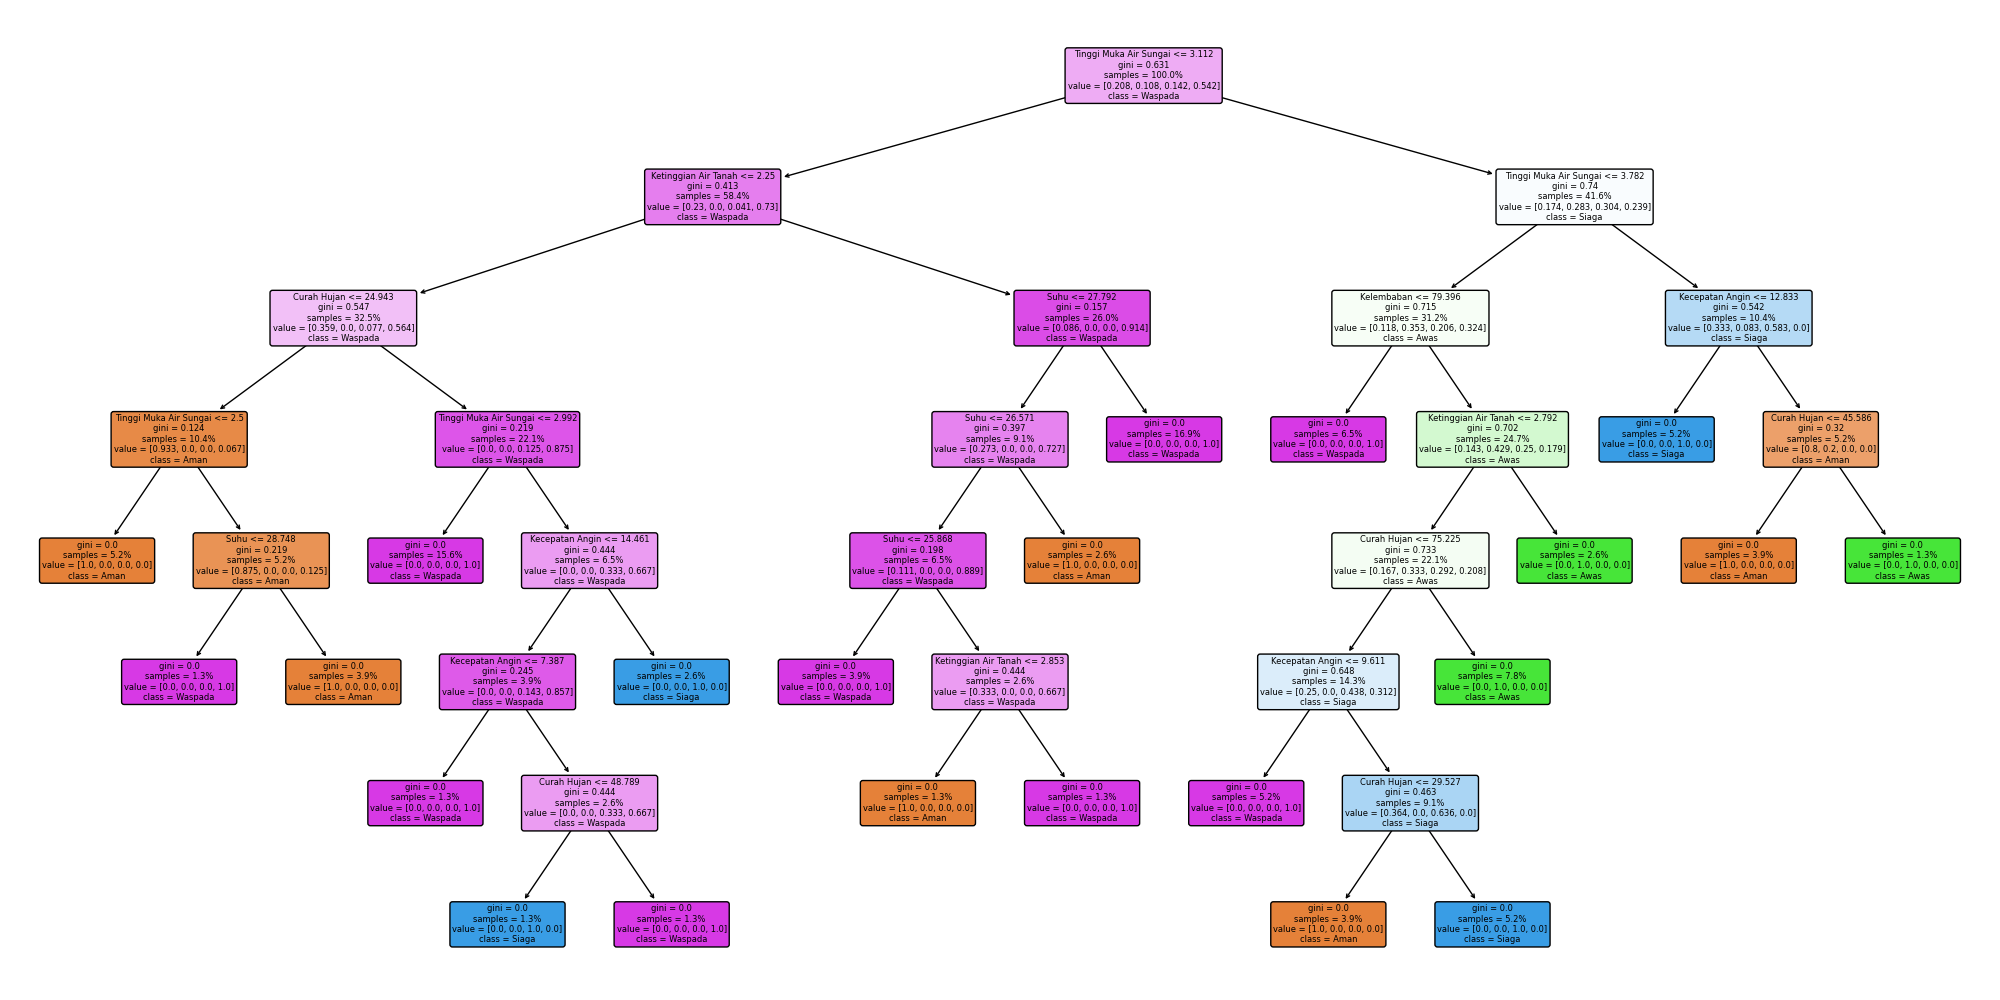 Tinggi Muka Air Sungai <= 3.112
gini = 0.631
samples = 100.0%
value = [0.208, 0.108, 0.142, 0.542]
class = Waspada
Ketinggian Air Tanah <= 2.25
gini = 0.413
samples = 58.4%
value = [0.23, 0.0, 0.041, 0.73]
class = Waspada
Tinggi Muka Air Sungai <= 3.782
gini = 0.74
samples = 41.6%
value = [0.174, 0.283, 0.304, 0.239]
class = Siaga
Curah Hujan <= 24.943
gini = 0.547
samples = 32.5%
value = [0.359, 0.0, 0.077, 0.564]
class = Waspada
Suhu <= 27.792
gini = 0.157
samples = 26.0%
value = [0.086, 0.0, 0.0, 0.914]
class = Waspada
Kelembaban <= 79.396
gini = 0.715
samples = 31.2%
value = [0.118, 0.353, 0.206, 0.324]
class = Awas
Kecepatan Angin <= 12.833
gini = 0.542
samples = 10.4%
value = [0.333, 0.083, 0.583, 0.0]
class = Siaga
Tinggi Muka Air Sungai <= 2.5
gini = 0.124
samples = 10.4%
value = [0.933, 0.0, 0.0, 0.067]
class = Aman
Tinggi Muka Air Sungai <= 2.992
gini = 0.219
samples = 22.1%
value = [0.0, 0.0, 0.125, 0.875]
class = Waspada
Suhu <= 26.571
gini = 0.397
samples = 9.1%
value = [0.273, 0.0, 0.0, 0.727]
class = Waspada
gini = 0.0
samples = 16.9%
value = [0.0, 0.0, 0.0, 1.0]
class = Waspada
gini = 0.0
samples = 6.5%
value = [0.0, 0.0, 0.0, 1.0]
class = Waspada
Ketinggian Air Tanah <= 2.792
gini = 0.702
samples = 24.7%
value = [0.143, 0.429, 0.25, 0.179]
class = Awas
gini = 0.0
samples = 5.2%
value = [0.0, 0.0, 1.0, 0.0]
class = Siaga
Curah Hujan <= 45.586
gini = 0.32
samples = 5.2%
value = [0.8, 0.2, 0.0, 0.0]
class = Aman
gini = 0.0
samples = 5.2%
value = [1.0, 0.0, 0.0, 0.0]
class = Aman
Suhu <= 28.748
gini = 0.219
samples = 5.2%
value = [0.875, 0.0, 0.0, 0.125]
class = Aman
gini = 0.0
samples = 15.6%
value = [0.0, 0.0, 0.0, 1.0]
class = Waspada
Kecepatan Angin <= 14.461
gini = 0.444
samples = 6.5%
value = [0.0, 0.0, 0.333, 0.667]
class = Waspada
Suhu <= 25.868
gini = 0.198
samples = 6.5%
value = [0.111, 0.0, 0.0, 0.889]
class = Waspada
gini = 0.0
samples = 2.6%
value = [1.0, 0.0, 0.0, 0.0]
class = Aman
Curah Hujan <= 75.225
gini = 0.733
samples = 22.1%
value = [0.167, 0.333, 0.292, 0.208]
class = Awas
gini = 0.0
samples = 2.6%
value = [0.0, 1.0, 0.0, 0.0]
class = Awas
gini = 0.0
samples = 3.9%
value = [1.0, 0.0, 0.0, 0.0]
class = Aman
gini = 0.0
samples = 1.3%
value = [0.0, 1.0, 0.0, 0.0]
class = Awas
gini = 0.0
samples = 1.3%
value = [0.0, 0.0, 0.0, 1.0]
class = Waspada
gini = 0.0
samples = 3.9%
value = [1.0, 0.0, 0.0, 0.0]
class = Aman
Kecepatan Angin <= 7.387
gini = 0.245
samples = 3.9%
value = [0.0, 0.0, 0.143, 0.857]
class = Waspada
gini = 0.0
samples = 2.6%
value = [0.0, 0.0, 1.0, 0.0]
class = Siaga
gini = 0.0
samples = 3.9%
value = [0.0, 0.0, 0.0, 1.0]
class = Waspada
Ketinggian Air Tanah <= 2.853
gini = 0.444
samples = 2.6%
value = [0.333, 0.0, 0.0, 0.667]
class = Waspada
Kecepatan Angin <= 9.611
gini = 0.648
samples = 14.3%
value = [0.25, 0.0, 0.438, 0.312]
class = Siaga
gini = 0.0
samples = 7.8%
value = [0.0, 1.0, 0.0, 0.0]
class = Awas
gini = 0.0
samples = 1.3%
value = [0.0, 0.0, 0.0, 1.0]
class = Waspada
Curah Hujan <= 48.789
gini = 0.444
samples = 2.6%
value = [0.0, 0.0, 0.333, 0.667]
class = Waspada
gini = 0.0
samples = 1.3%
value = [1.0, 0.0, 0.0, 0.0]
class = Aman
gini = 0.0
samples = 1.3%
value = [0.0, 0.0, 0.0, 1.0]
class = Waspada
gini = 0.0
samples = 5.2%
value = [0.0, 0.0, 0.0, 1.0]
class = Waspada
Curah Hujan <= 29.527
gini = 0.463
samples = 9.1%
value = [0.364, 0.0, 0.636, 0.0]
class = Siaga
gini = 0.0
samples = 1.3%
value = [0.0, 0.0, 1.0, 0.0]
class = Siaga
gini = 0.0
samples = 1.3%
value = [0.0, 0.0, 0.0, 1.0]
class = Waspada
gini = 0.0
samples = 3.9%
value = [1.0, 0.0, 0.0, 0.0]
class = Aman
gini = 0.0
samples = 5.2%
value = [0.0, 0.0, 1.0, 0.0]
class = Siaga